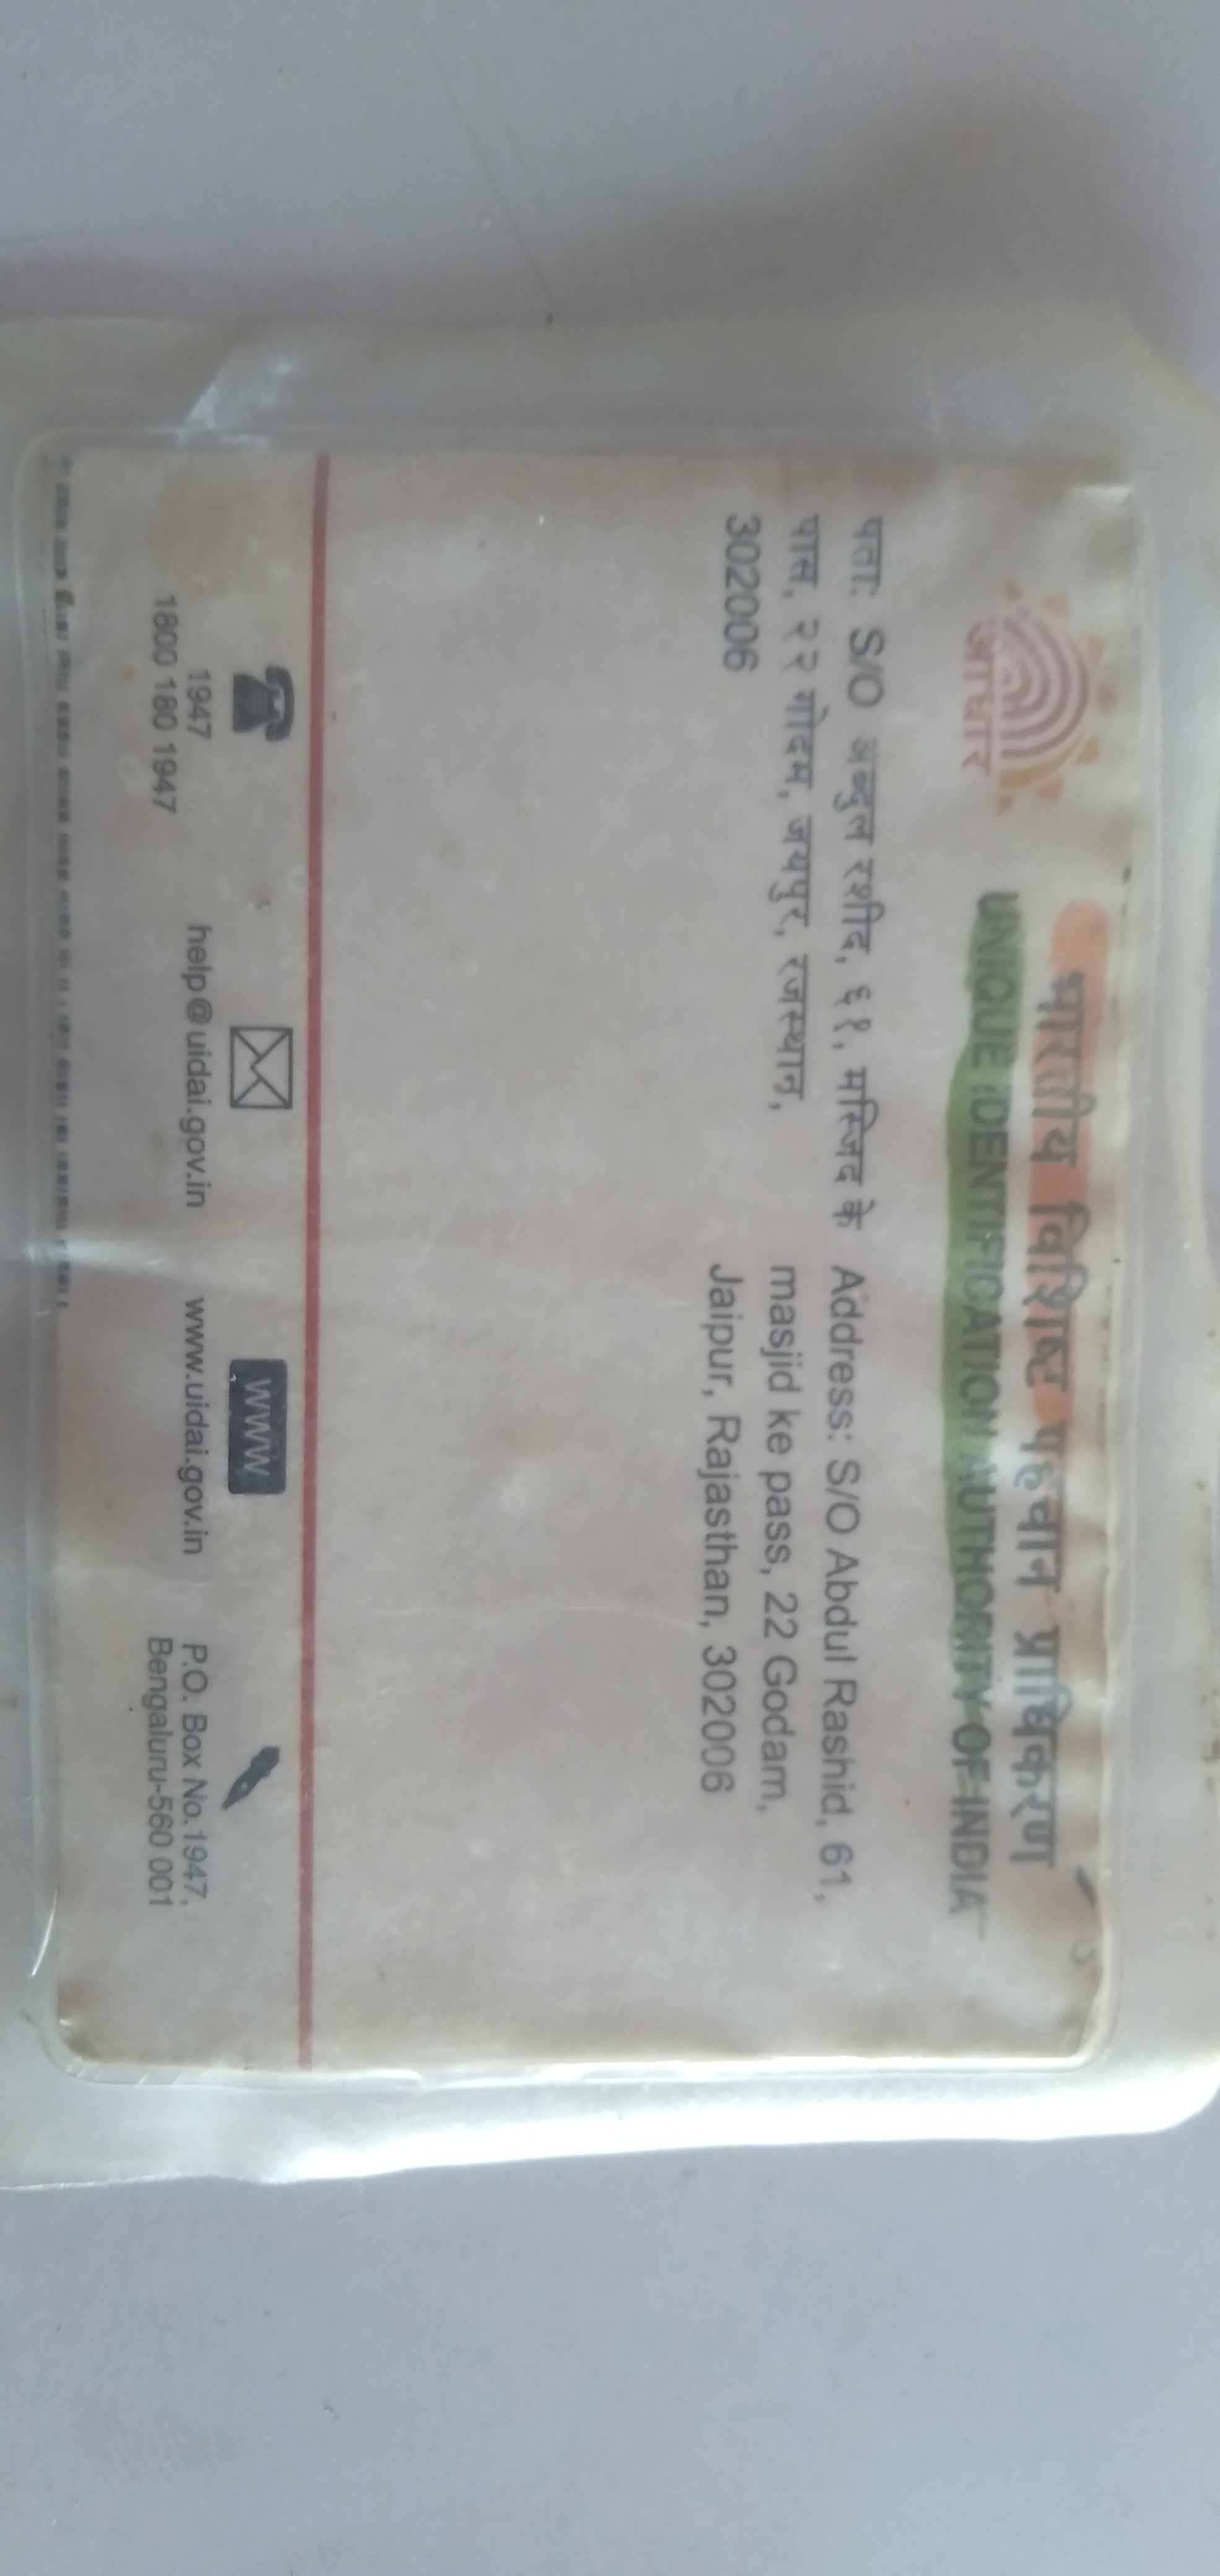 भारतीय विशिष्ट पहचान प्राधिकरण
UNIQUE IDENTIFICATION AUTHORITY OF INDIA
आधार
पता: S/O अब्दुल रशीद, ६१, मस्जिद के
पास, २२ गोदम, जयपुर, रजस्थान,
302006
Address: S/O Abdul Rashid, 61,
masjid ke pass, 22 Godam,
Jaipur, Rajasthan, 302006
1947
1800 180 1947
help@uidai.gov.in
WWW
www.uidai.gov.in
P.O. Box No.1947,
Bengaluru-560 001